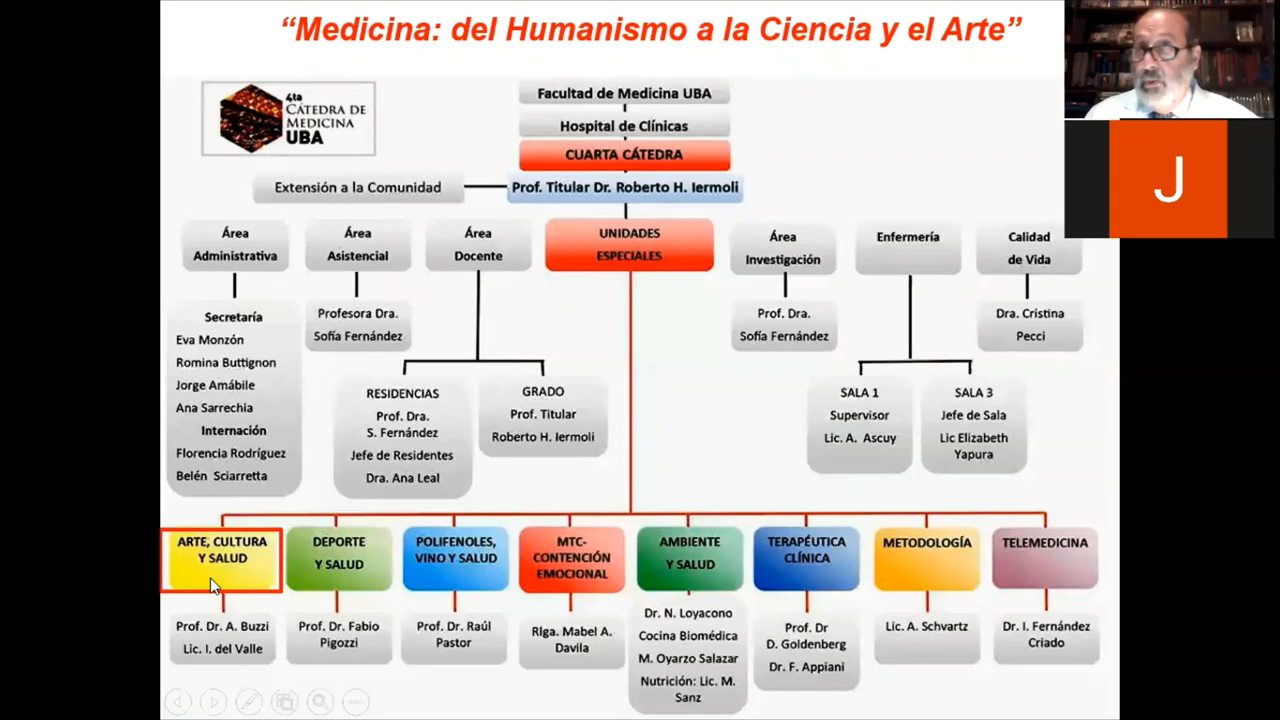 “Medicina: del Humanismo a la Ciencia y el Arte”
4ta
CÁTEDRA DE
MEDICINA
UBA
Facultad de Medicina UBA
Hospital de Clínicas
CUARTA CÁTEDRA
Extensión a la Comunidad
Prof. Titular Dr. Roberto H. Iermoli
J
Área
Administrativa
Área
Asistencial
Área
Docente
UNIDADES
ESPECIALES
Área
Investigación
Enfermería
Calidad
de Vida
Secretaría
Eva Monzón
Romina Buttignon
Jorge Amábile
Ana Sarrechia
Internación
Florencia Rodríguez
Belén Sciarretta
Profesora Dra.
Sofía Fernández
RESIDENCIAS
Prof. Dra.
S. Fernández
Jefe de Residentes
Dra. Ana Leal
GRADO
Prof. Titular
Roberto H. Iermoli
Prof. Dra.
Sofía Fernández
SALA 1
Supervisor
Lic. A. Ascuy
SALA 3
Jefe de Sala
Lic Elizabeth
Yapura
Dra. Cristina
Pecci
ARTE, CULTURA
Y SALUD
DEPORTE
Y SALUD
POLIFENOLES,
VINO Y SALUD
MTC-
CONTENCIÓN
EMOCIONAL
AMBIENTE
Y SALUD
TERAPÉUTICA
CLÍNICA
METODOLOGÍA
TELEMEDICINA
Prof. Dr. A. Buzzi
Lic. I. del Valle
Prof. Dr. Fabio
Pigozzi
Prof. Dr. Raúl
Pastor
Rlga. Mabel A.
Davila
Dr. N. Loyacono
Cocina Biomédica
M. Oyarzo Salazar
Nutrición: Lic. M.
Sanz
Prof. Dr
D. Goldenberg
Dr. F. Appiani
Lic. A. Schvartz
Dr. I. Fernández
Criado